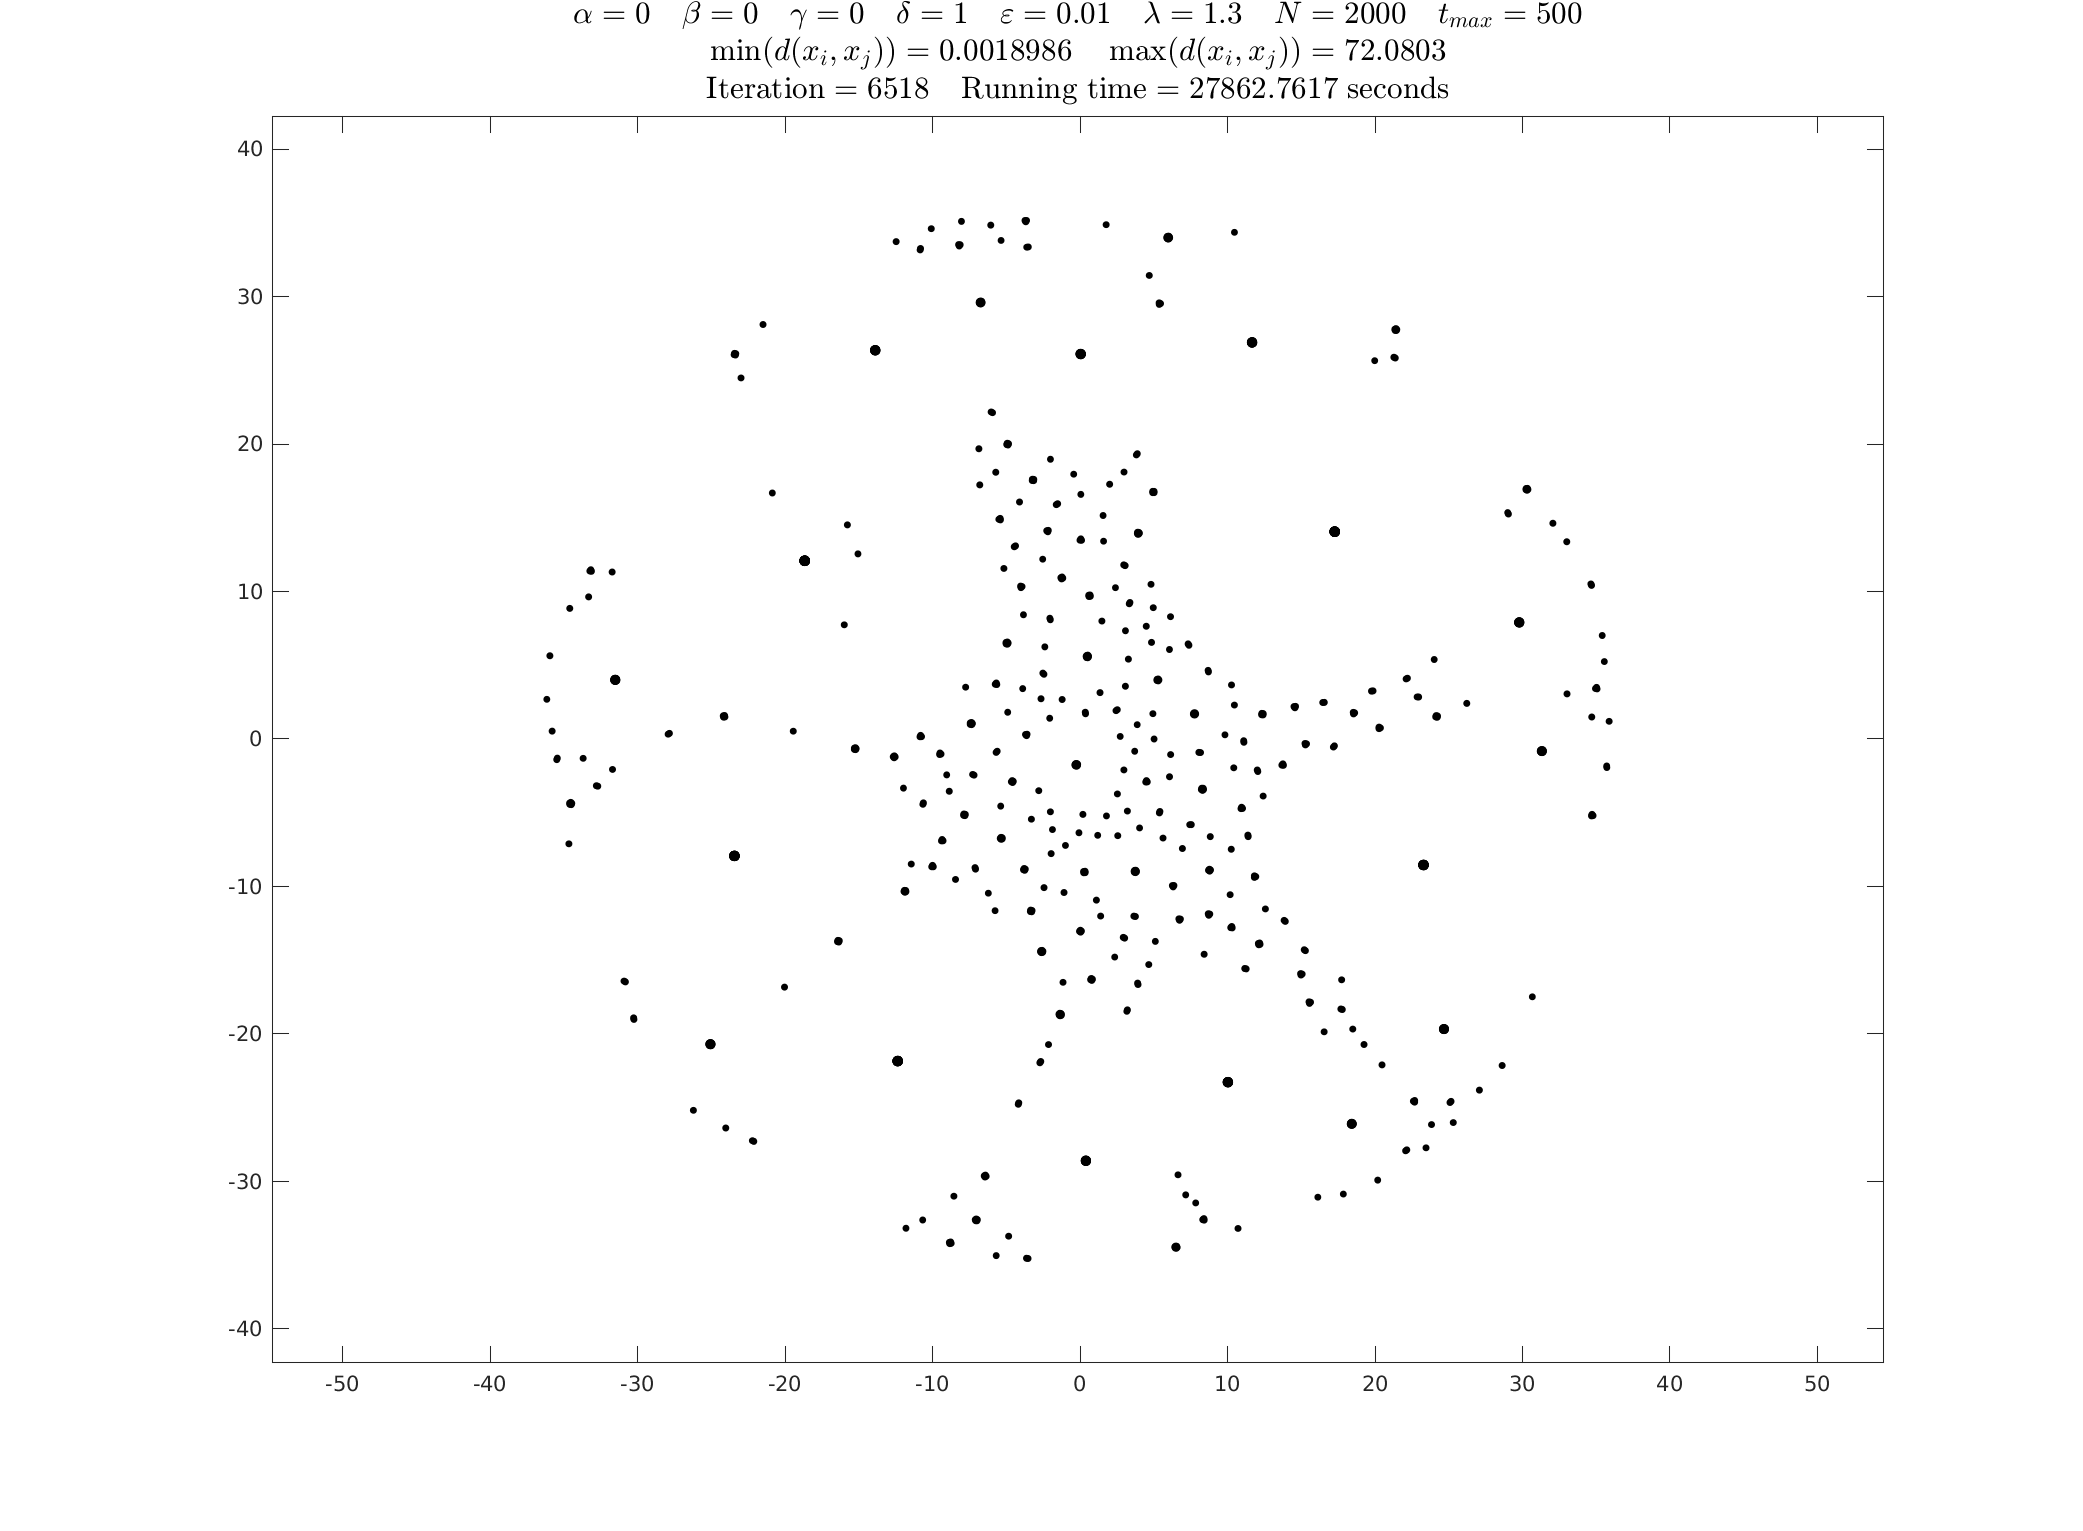 α = 0 β = 0 γ = 0 δ = 1 ε = 0.01 λ = 1.3 N = 2000 t_max = 500
min(d(x_i, x_j)) = 0.0018986 max(d(x_i, x_j)) = 72.0803
Iteration = 6518 Running time = 27862.7617 seconds
40
30
20
10
0
-10
-20
-30
-40
-50 -40 -30 -20 -10 0 10 20 30 40 50